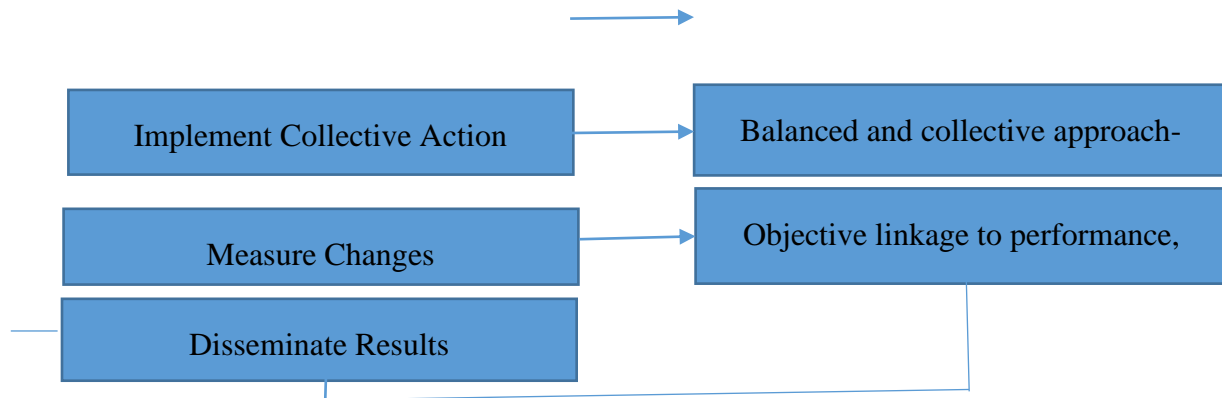 Implement Collective Action
Balanced and collective approach-
Measure Changes
Objective linkage to performance,
Disseminate Results